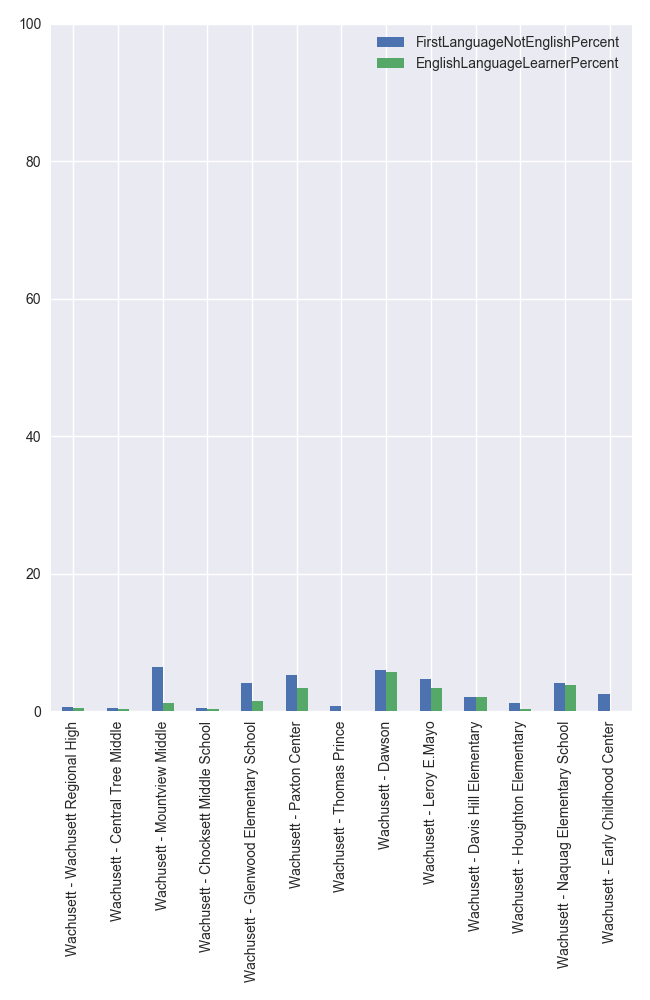 100
80
60
40
20
0
FirstLanguageNotEnglishPercent
EnglishLanguageLearnerPercent
Wachusett - Wachusett Regional High
Wachusett - Central Tree Middle
Wachusett - Mountview Middle
Wachusett - Chocksett Middle School
Wachusett - Glenwood Elementary School
Wachusett - Paxton Center
Wachusett - Thomas Prince
Wachusett - Dawson
Wachusett - Leroy E.Mayo
Wachusett - Davis Hill Elementary
Wachusett - Houghton Elementary
Wachusett - Naquag Elementary School
Wachusett - Early Childhood Center